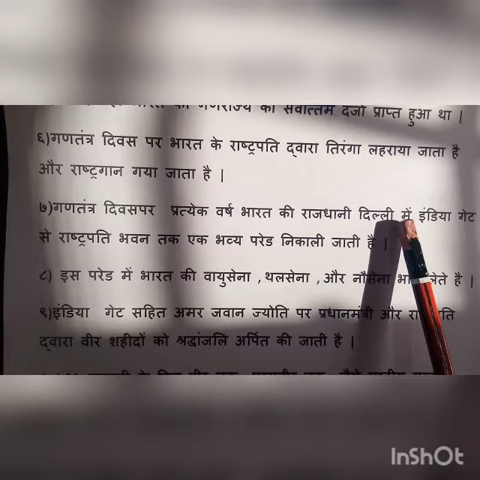 को गणराज्य का सर्वोत्तम दर्जा प्राप्त हुआ था |
६)गणतंत्र दिवस पर भारत के राष्ट्रपति द्वारा तिरंगा लहराया जाता है
और राष्ट्रगान गया जाता है |
७)गणतंत्र दिवसपर प्रत्येक वर्ष भारत की राजधानी दिल्ली में इंडिया गेट
से राष्ट्रपति भवन तक एक भव्य परेड निकाली जाती है |
८) इस परेड में भारत की वायुसेना ,थलसेना ,और नौसेना है |
९)इंडिया गेट सहित अमर जवान ज्योति पर प्रधानमंत्री और
द्वारा वीर शहीदों को श्रद्धांजलि अर्पित की जाती है |
InShOt